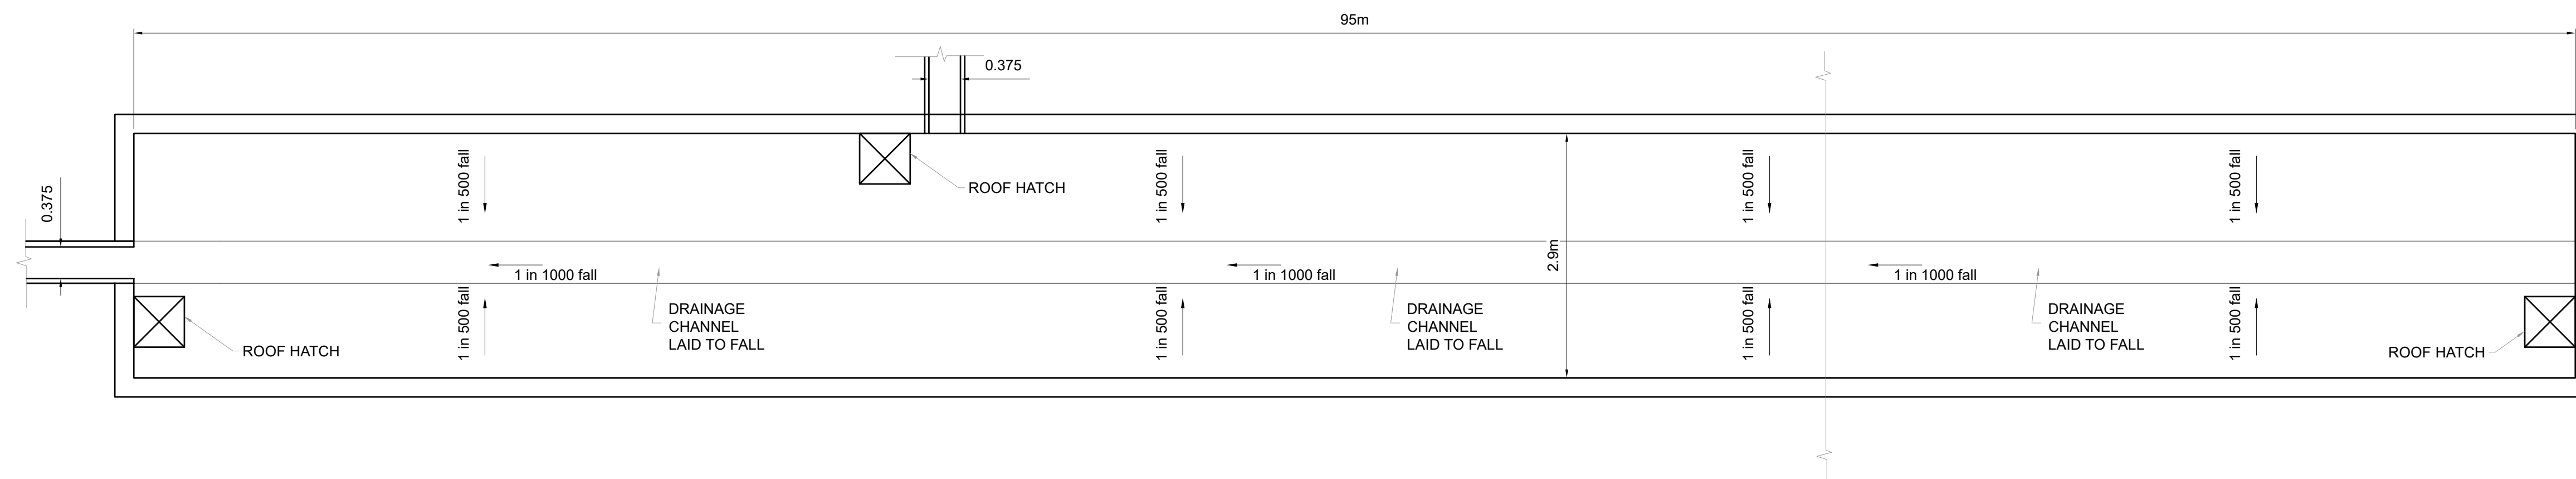 95m
0.375
0.375
1 in 500 fall
1 in 500 fall
1 in 500 fall
1 in 500 fall
ROOF HATCH
2.9m
1 in 1000 fall
1 in 1000 fall
1 in 1000 fall
1 in 500 fall
DRAINAGE
CHANNEL
LAID TO FALL
1 in 500 fall
DRAINAGE
CHANNEL
LAID TO FALL
1 in 500 fall
DRAINAGE
CHANNEL
LAID TO FALL
1 in 500 fall
ROOF HATCH
ROOF HATCH